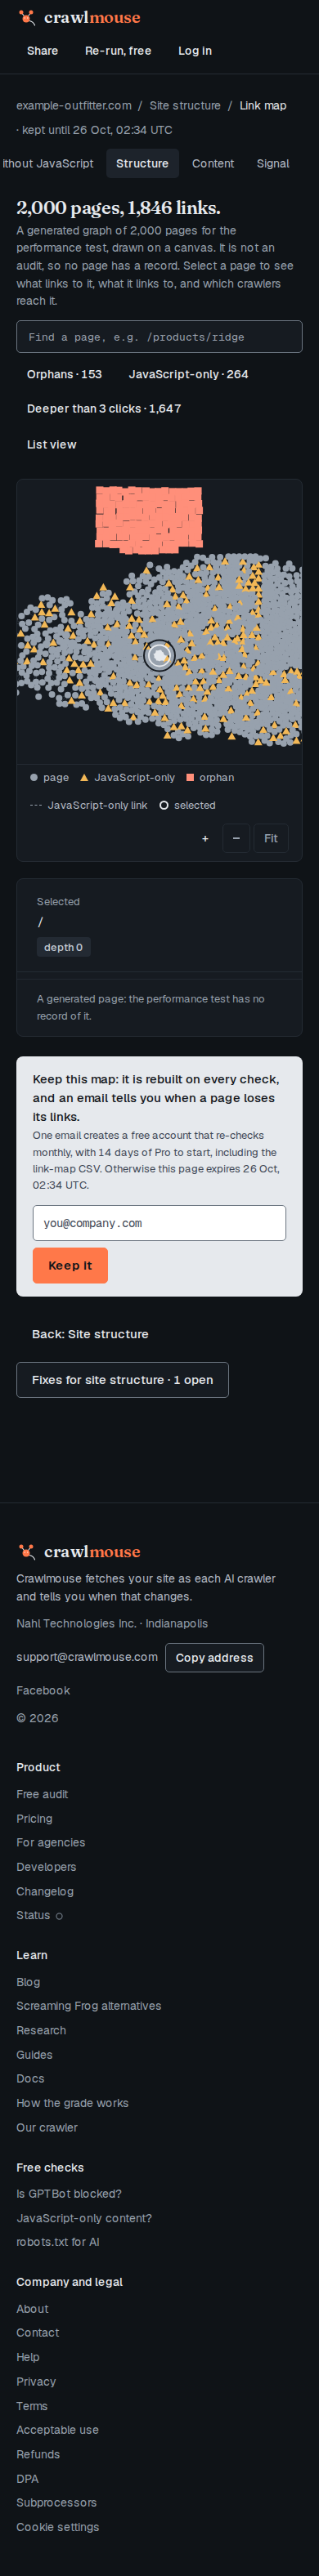 crawlmouse
Share Re-run, free Log in
example-outfitter.com / Site structure / Link map
· kept until 26 Oct, 02:34 UTC
ithout JavaScript Structure Content Signal
2,000 pages, 1,846 links.
A generated graph of 2,000 pages for the
performance test, drawn on a canvas. It is not an
audit, so no page has a record. Select a page to see
what links to it, what it links to, and which crawlers
reach it.
Find a page, e.g. /products/ridge
Orphans · 153 JavaScript-only · 264
Deeper than 3 clicks · 1,647
List view
page JavaScript-only orphan
JavaScript-only link selected
+ − Fit
Selected
/
depth 0
A generated page: the performance test has no
record of it.
Keep this map: it is rebuilt on every check,
and an email tells you when a page loses
its links.
One email creates a free account that re-checks
monthly, with 14 days of Pro to start, including the
link-map CSV. Otherwise this page expires 26 Oct,
02:34 UTC.
you@company.com
Keep it
Back: Site structure
Fixes for site structure · 1 open
crawlmouse
Crawlmouse fetches your site as each AI crawler
and tells you when that changes.
Nahl Technologies Inc. · Indianapolis
support@crawlmouse.com Copy address
Facebook
© 2026
Product
Free audit
Pricing
For agencies
Developers
Changelog
Status
Learn
Blog
Screaming Frog alternatives
Research
Guides
Docs
How the grade works
Our crawler
Free checks
Is GPTBot blocked?
JavaScript-only content?
robots.txt for AI
Company and legal
About
Contact
Help
Privacy
Terms
Acceptable use
Refunds
DPA
Subprocessors
Cookie settings